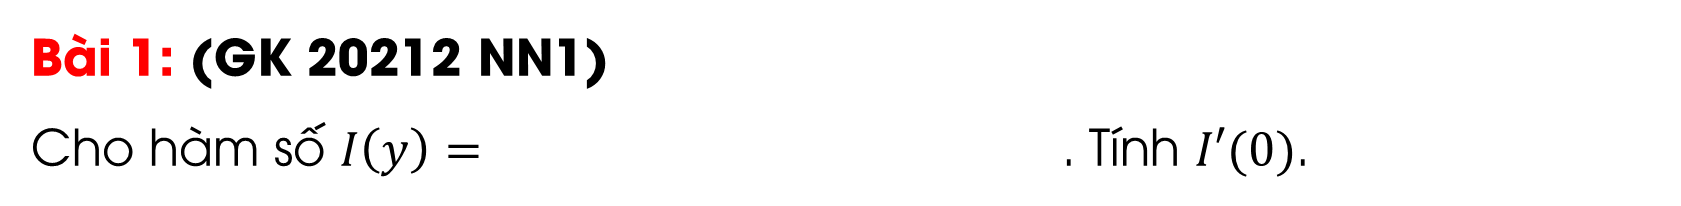 Bài 1: (GK 20212 NN1)
Cho hàm số I(y) = . Tính I′(0).